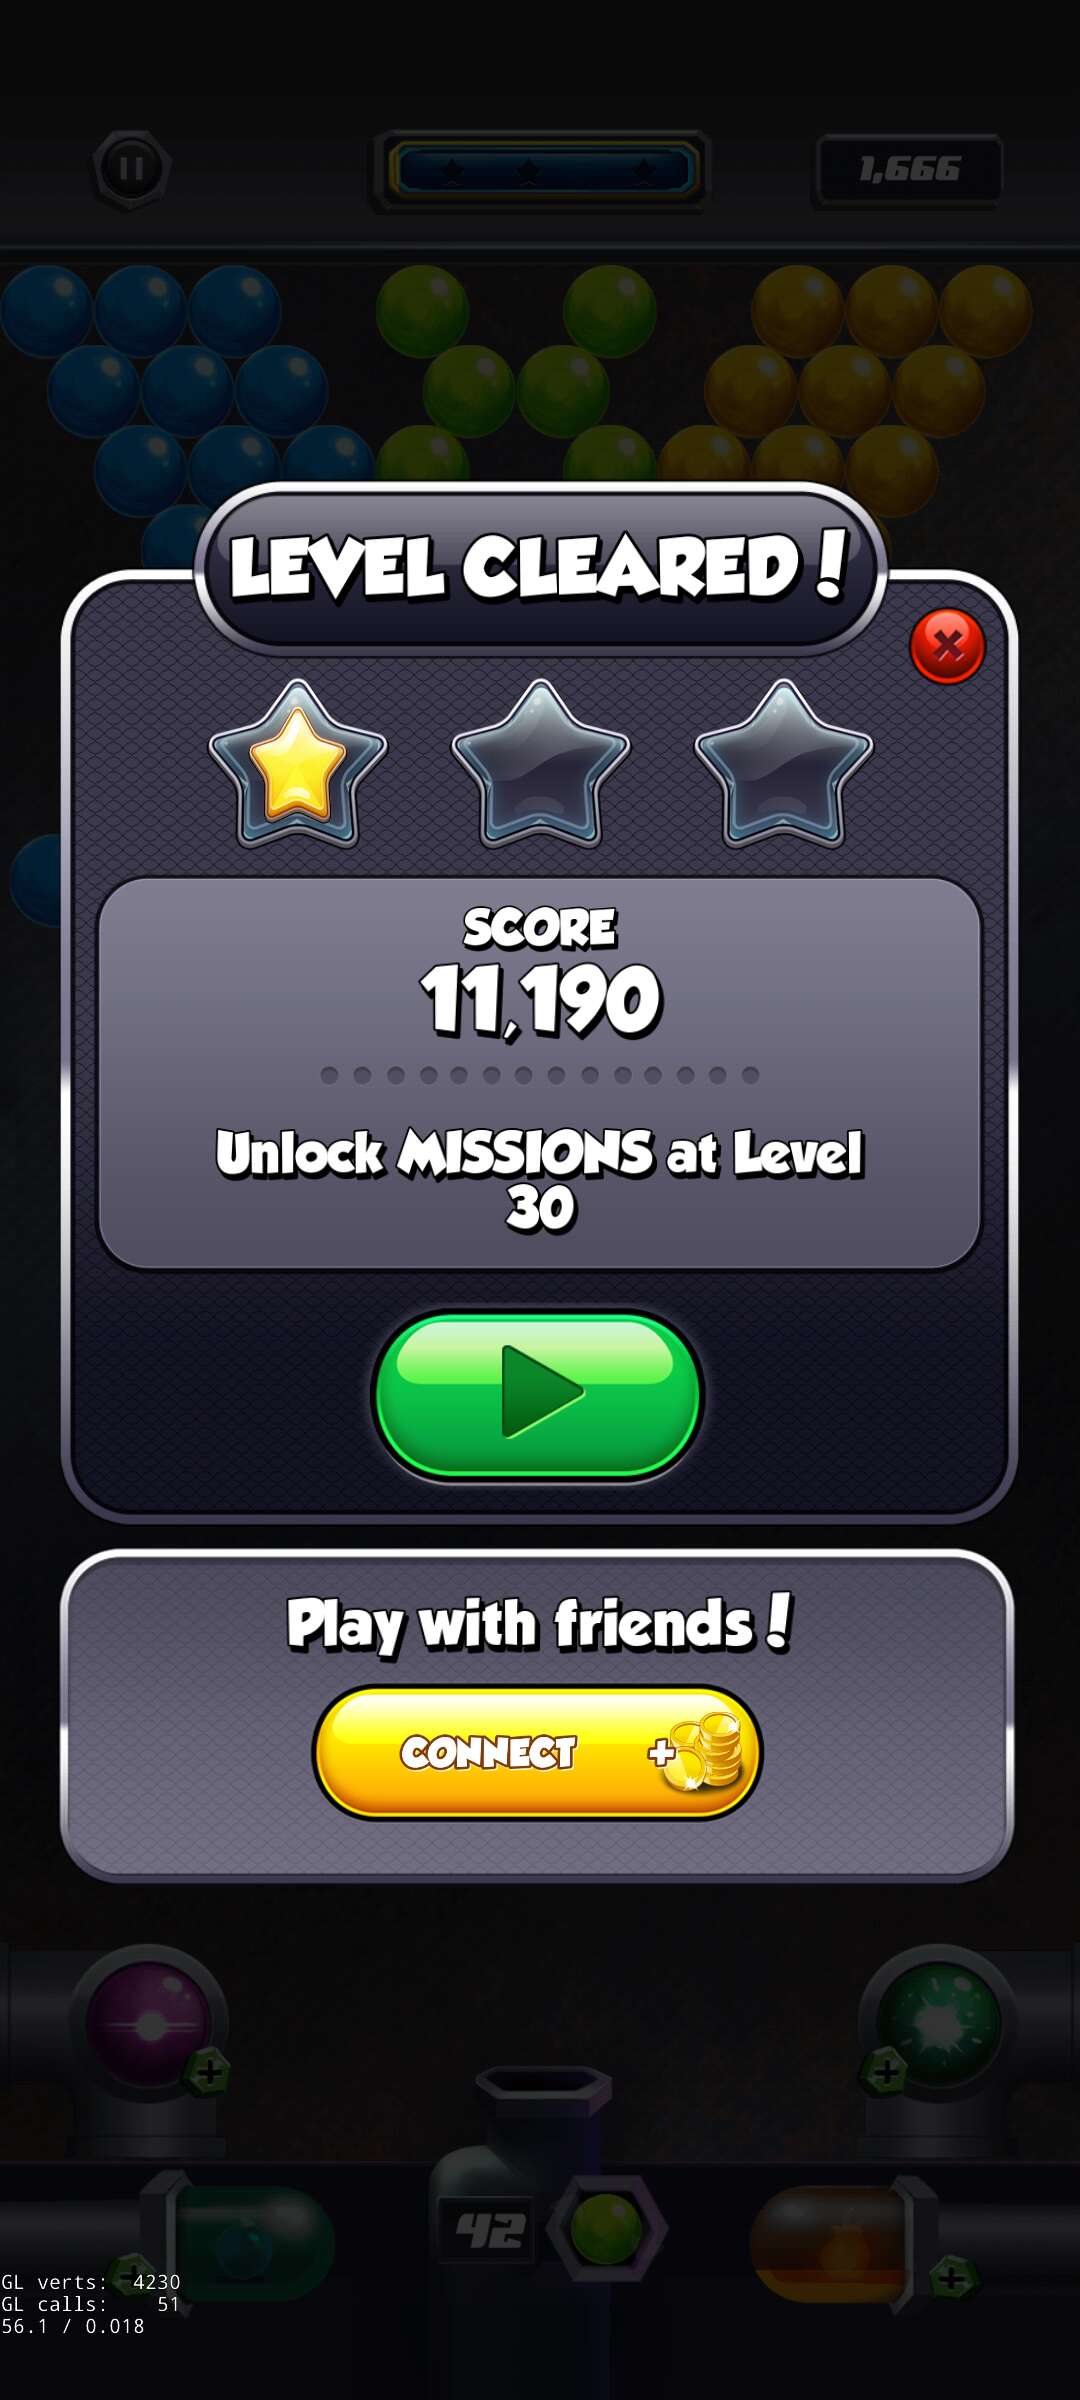 1,666
LEVEL CLEARED!
SCORE
11,190
Unlock MISSIONS at Level
30
Play with friends!
CONNECT +
42
GL verts: 4230
GL calls: 51
56.1 / 0.018